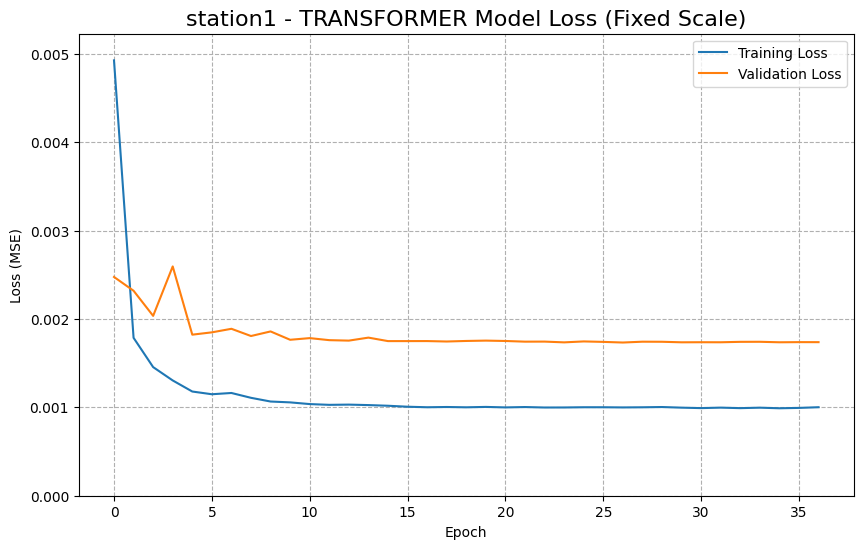 station1 - TRANSFORMER Model Loss (Fixed Scale)
Training Loss
Validation Loss
Loss (MSE)
0.005
0.004
0.003
0.002
0.001
0.000
0 5 10 15 20 25 30 35
Epoch